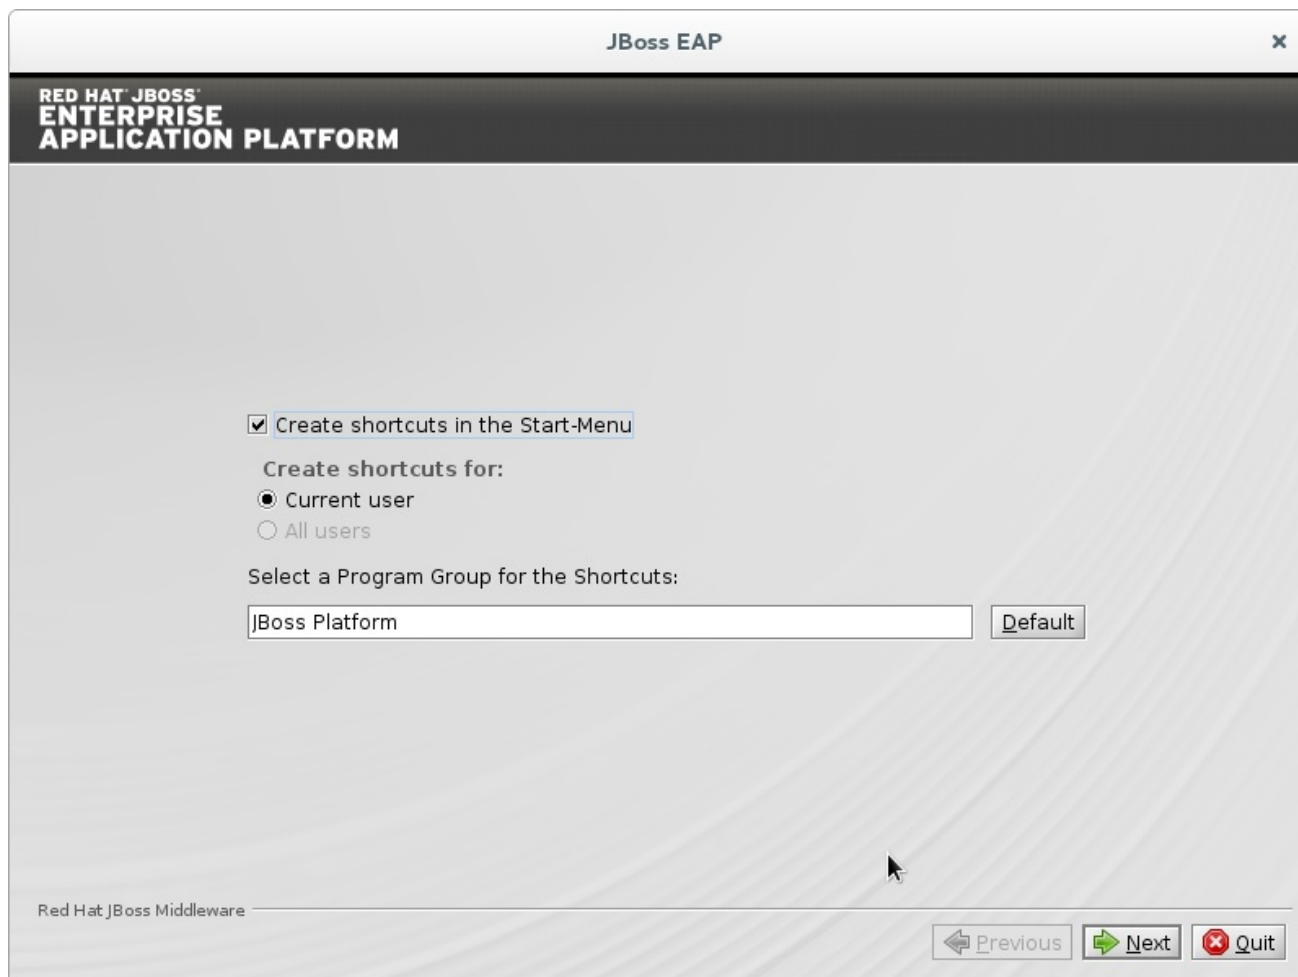 JBoss EAP
RED HAT JBOSS
ENTERPRISE
APPLICATION PLATFORM
Create shortcuts in the Start-Menu
Create shortcuts for:
Current user
All users
Select a Program Group for the Shortcuts:
JBoss Platform
Default
Red Hat JBoss Middleware
Previous
Next
Quit